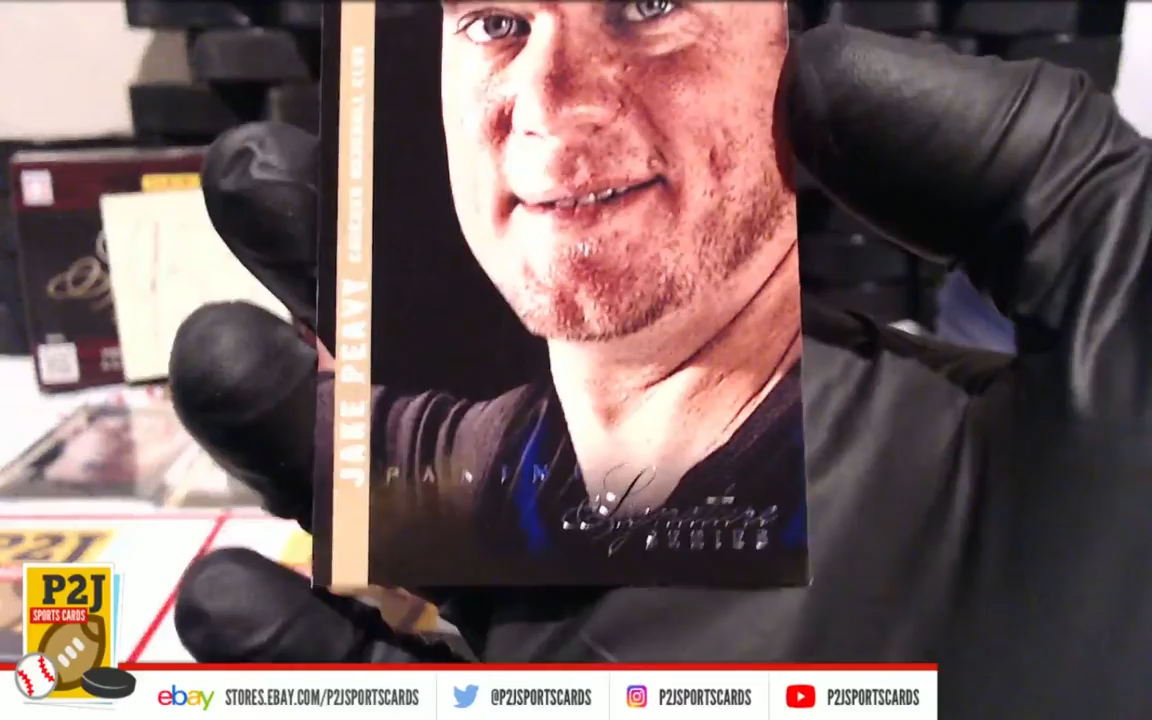 JAKE PEAVY CHICAGO BASEBALL CLUB
PANINI
Signature
SERIES
P2J
P2J
SPORTS CARDS
ebay STORES.EBAY.COM/P2JSPORTSCARDS
@P2JSPORTSCARDS
P2JSPORTSCARDS
P2JSPORTSCARDS